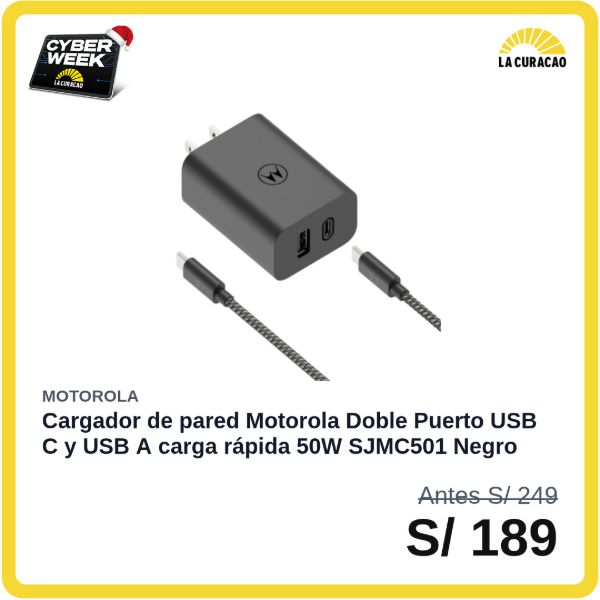 CYBER
WEEK
LA CURACAO
LA CURACAO
MOTOROLA
Cargador de pared Motorola Doble Puerto USB
C y USB A carga rápida 50W SJMC501 Negro
Antes S/ 249
S/ 189